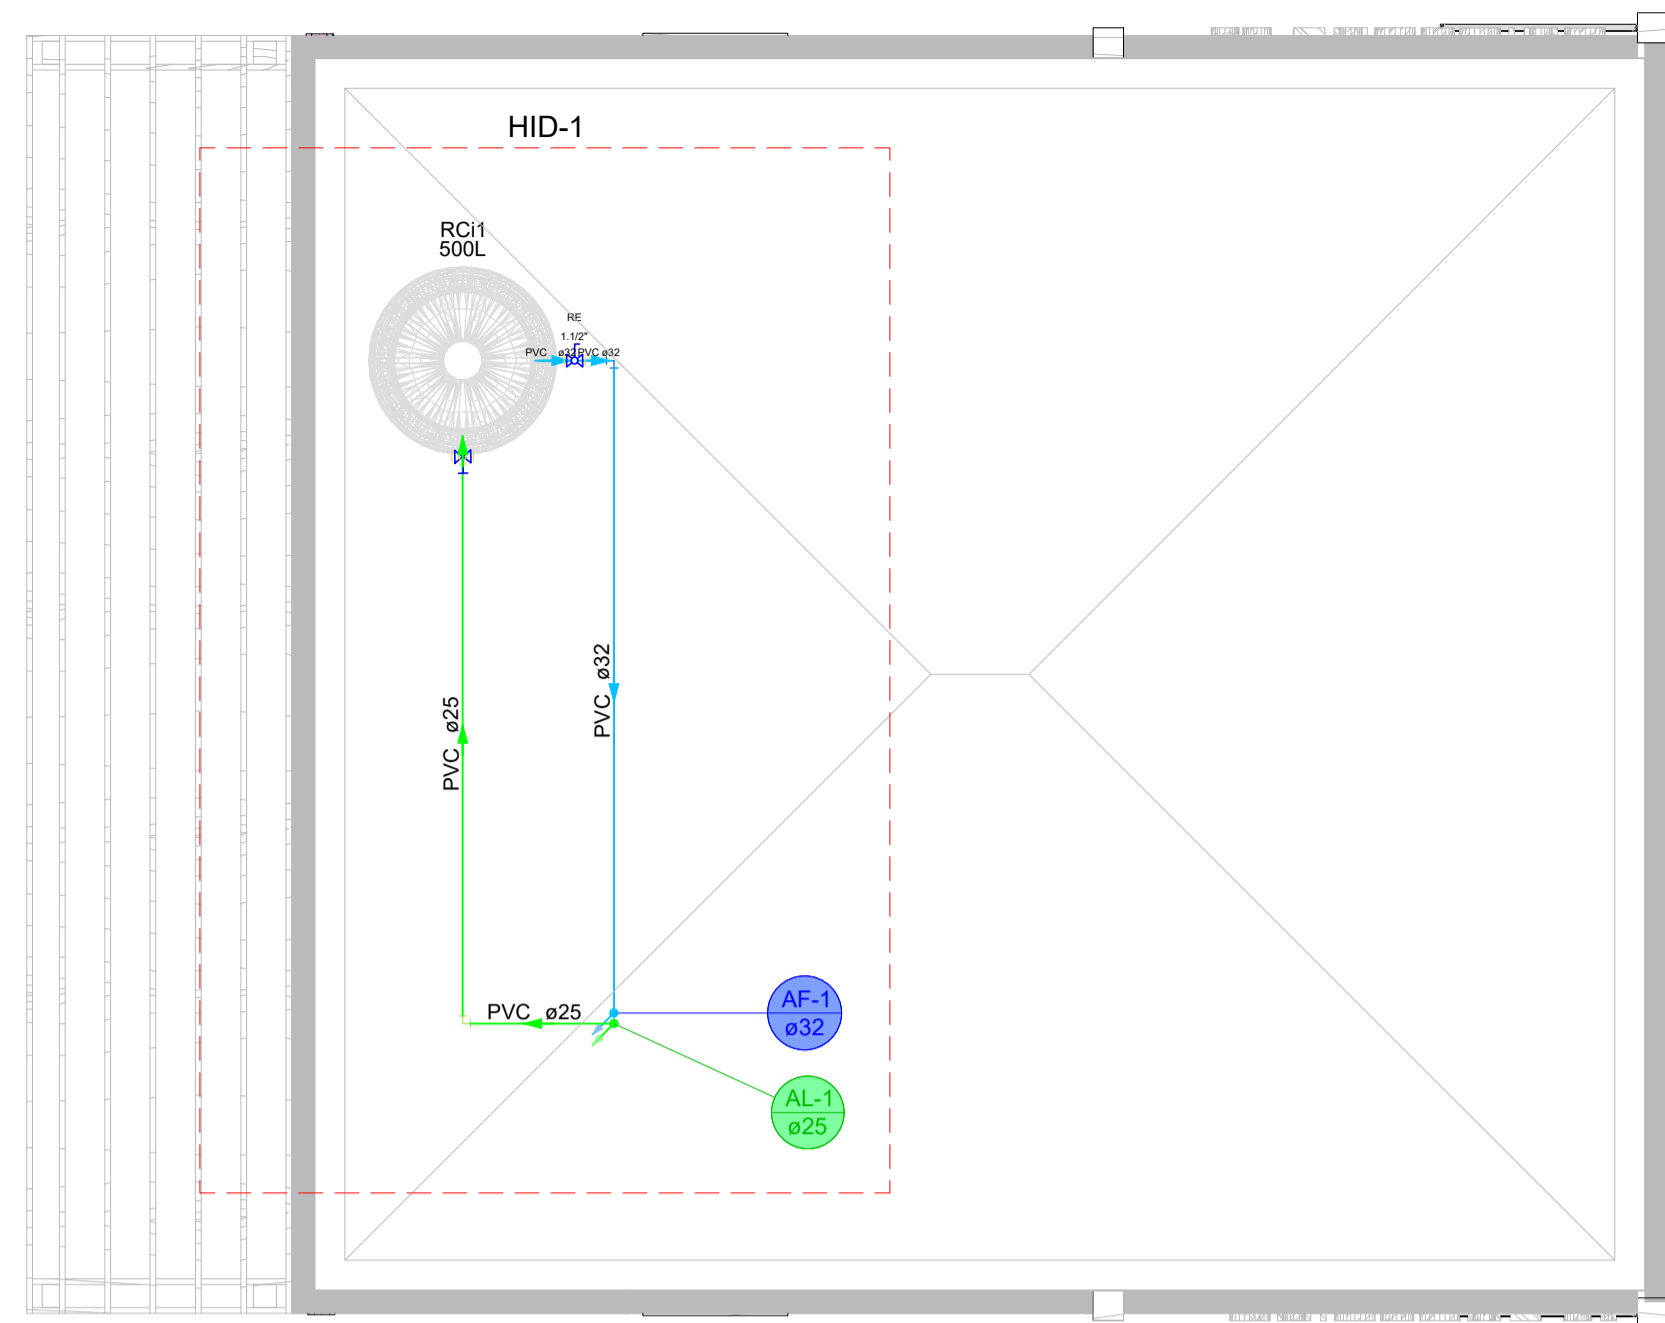 HID-1
RCi1
500L
RE
1.1/2"
PVC ø32
PVC ø32
PVC ø32
PVC ø25
PVC ø25
AF-1
ø32
AL-1
ø25